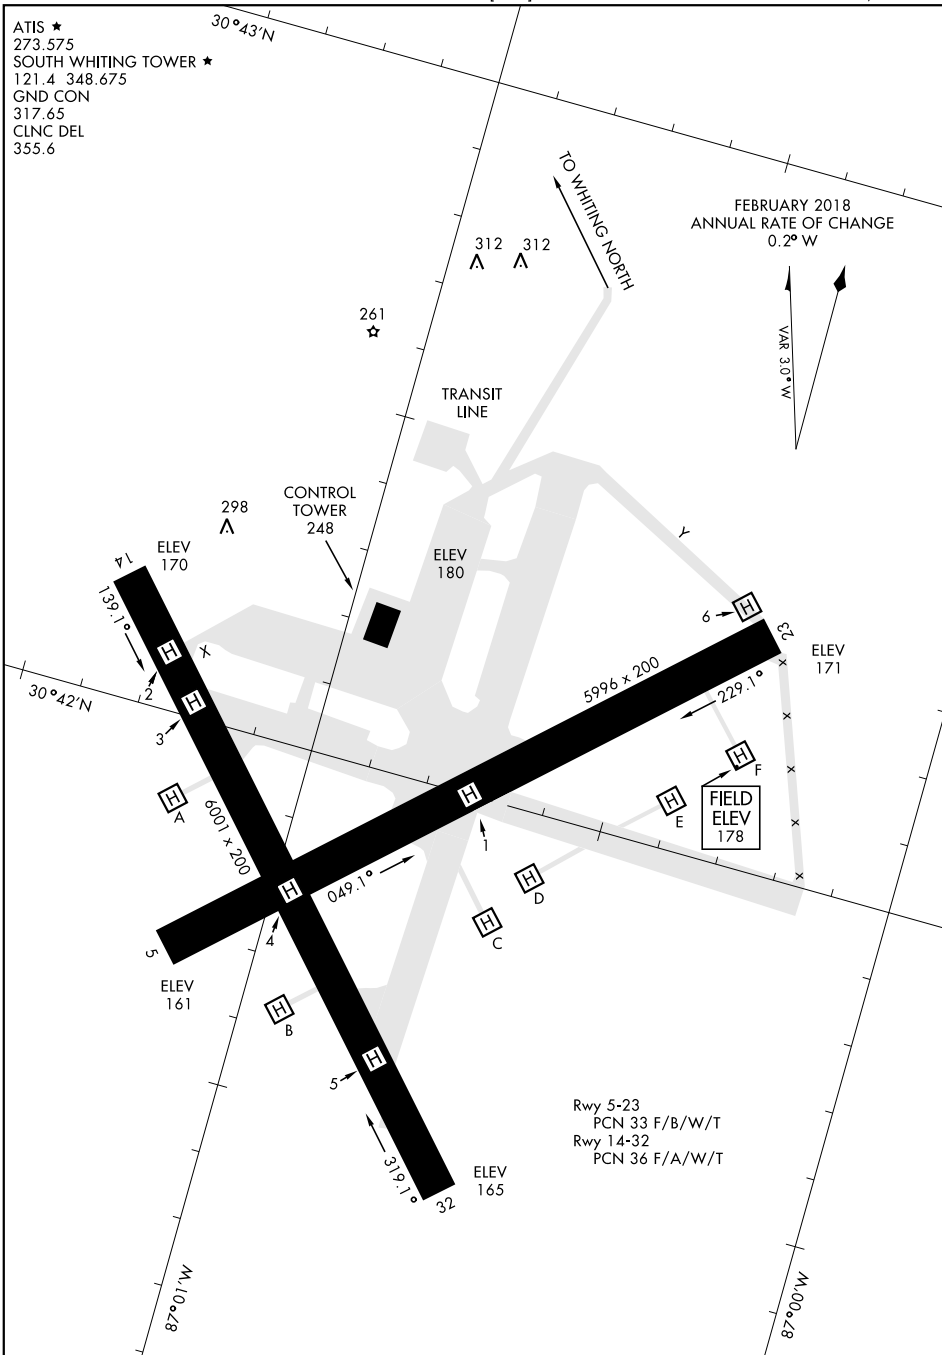 ATIS ★
273.575
SOUTH WHITING TOWER ★
121.4 348.675
GND CON
317.65
CLNC DEL
355.6
30°43'N
TO WHITING NORTH
FEBRUARY 2018
ANNUAL RATE OF CHANGE
0.2° W
VAR 3.0° W
312
312
261
TRANSIT
LINE
298
CONTROL
TOWER
248
14
ELEV
170
ELEV
180
139.1°
Y
6
H
23
ELEV
171
H
X
2
30°42'N
5996 x 200
229.1°
x
x
x
x
x
H
3
H
A
6001 x 200
H
F
FIELD
ELEV
178
H
E
H
1
H
D
049.1°
H
4
H
C
5
ELEV
161
H
B
H
5
319.1°
ELEV
165
32
Rwy 5-23
PCN 33 F/B/W/T
Rwy 14-32
PCN 36 F/A/W/T
87°01'W
87°00'W